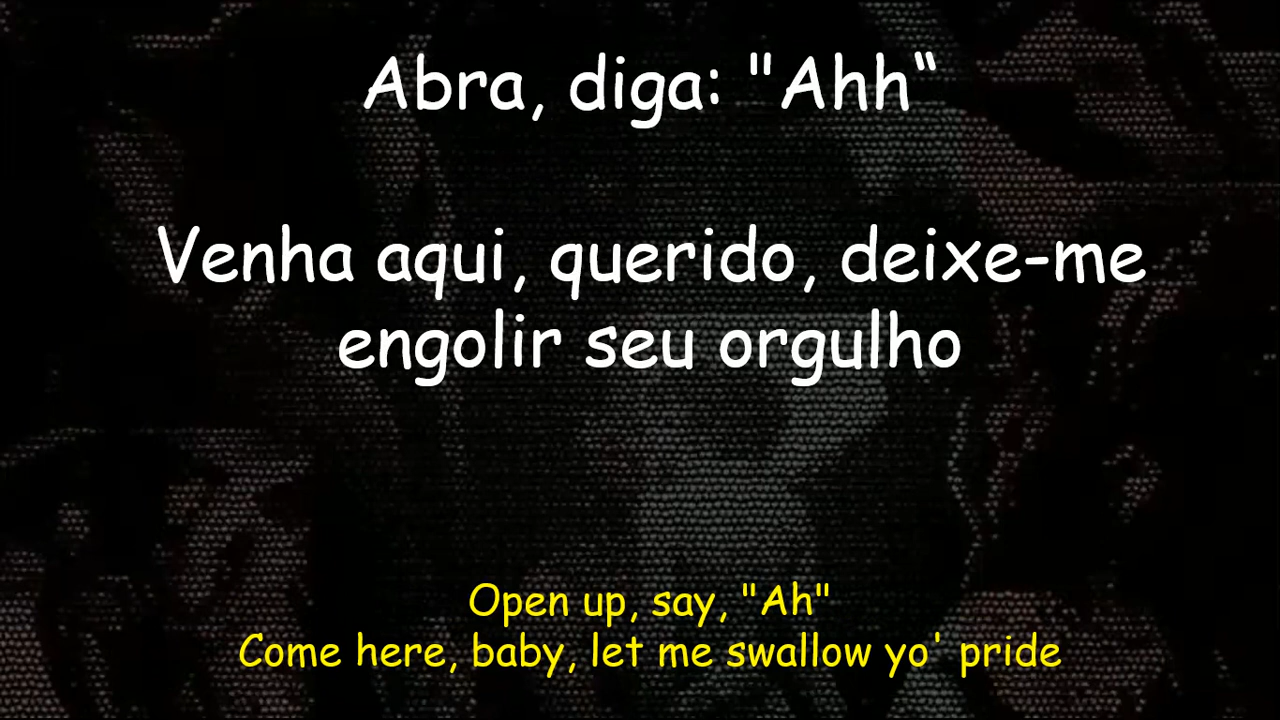 Abra, diga: "Ahh“
Venha aqui, querido, deixe-me
engolir seu orgulho
Open up, say, "Ah"
Come here, baby, let me swallow yo' pride